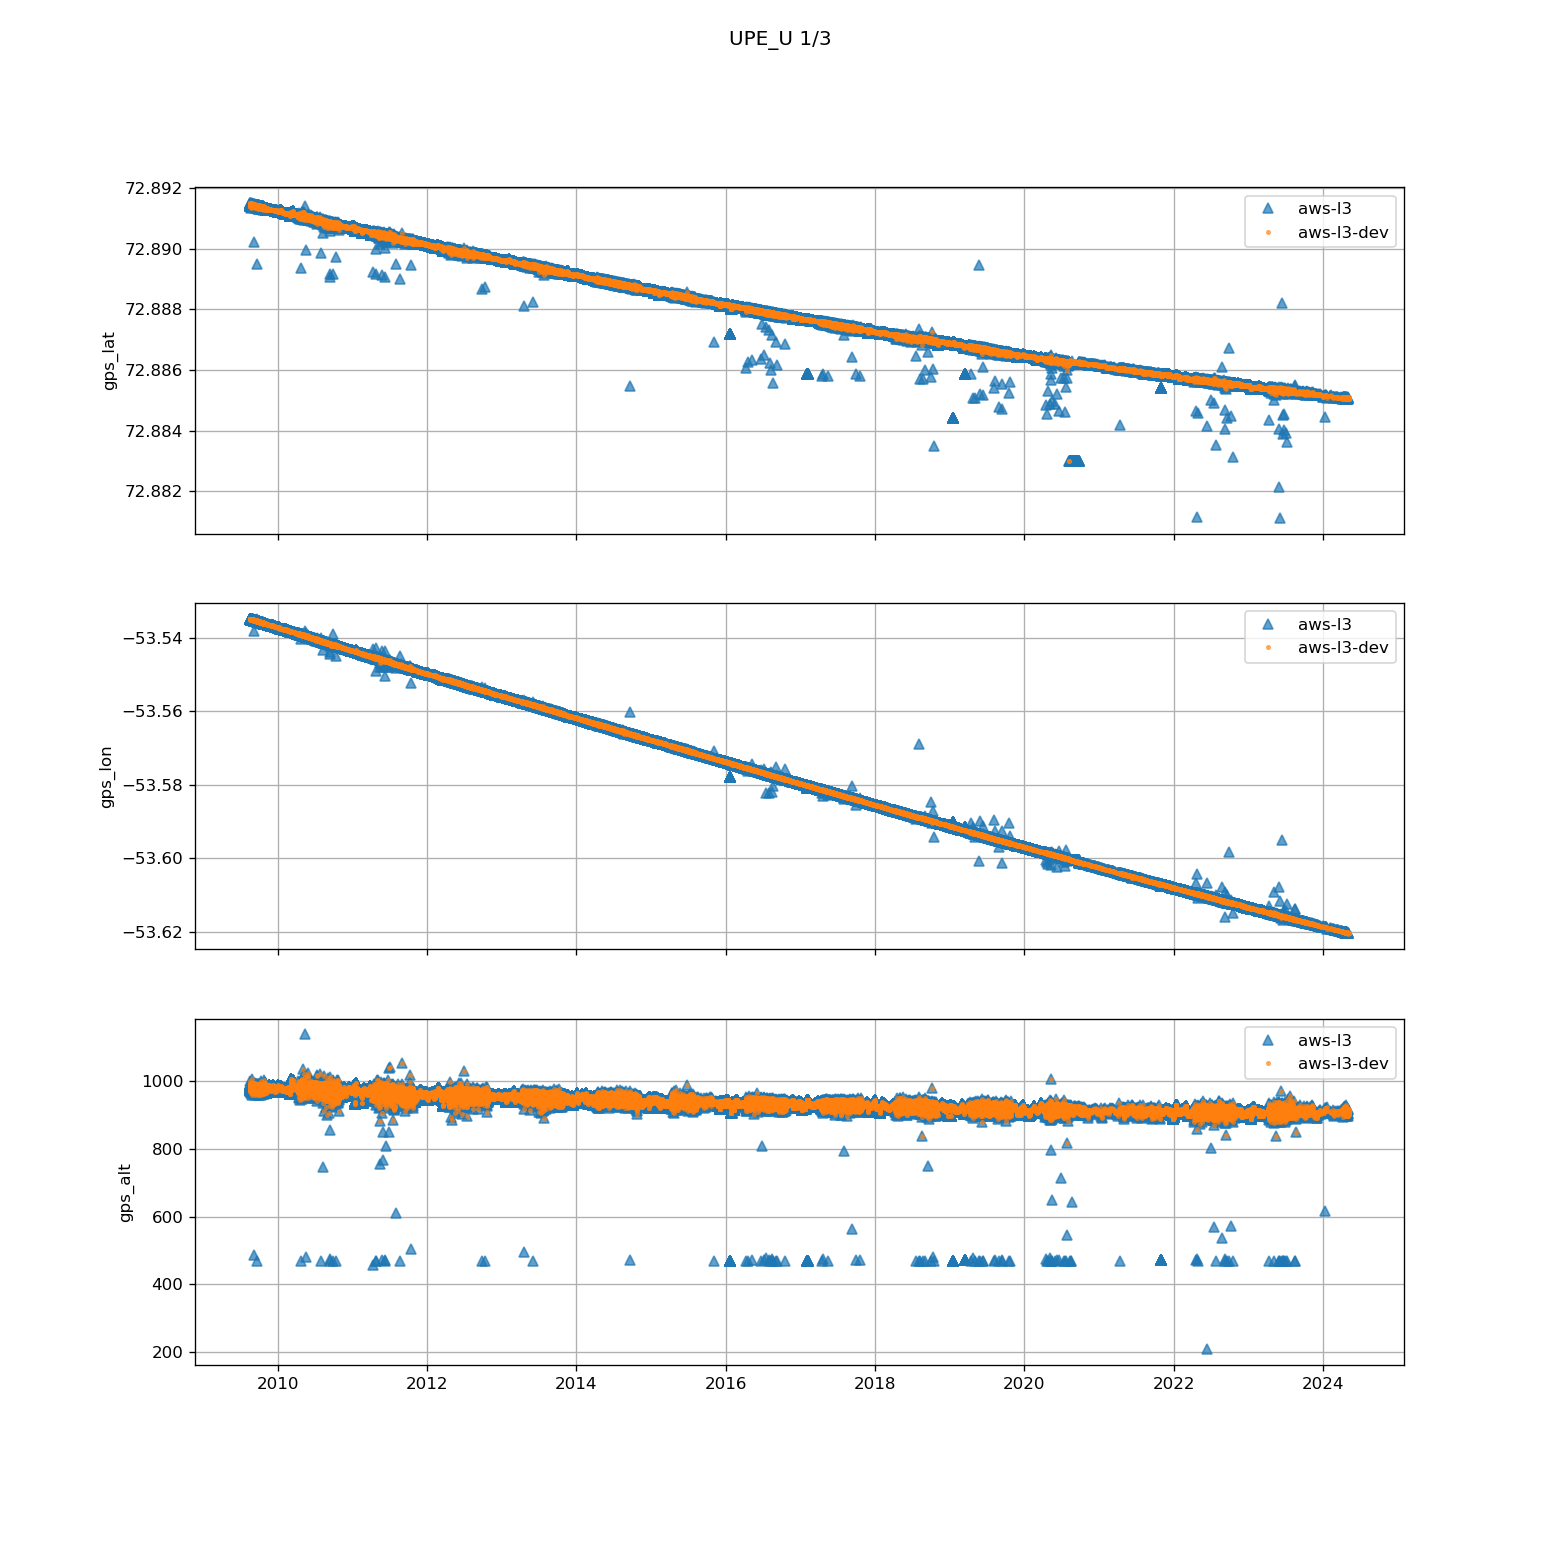 UPE_U 1/3
72.892
72.890
72.888
72.886
72.884
72.882
gps_lat
aws-l3
aws-l3-dev
−53.54
−53.56
−53.58
−53.60
−53.62
gps_lon
aws-l3
aws-l3-dev
1000
800
600
400
200
gps_alt
aws-l3
aws-l3-dev
2010 2012 2014 2016 2018 2020 2022 2024